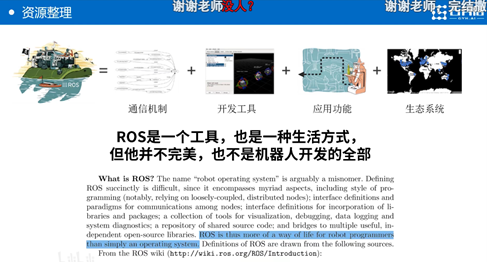 资源整理
谢谢老师
没人？
谢谢老师，完结撒
:::ROS
=
+
+
+
通信机制
开发工具
应用功能
生态系统
ROS是一个工具，也是一种生活方式，
但他并不完美，也不是机器人开发的全部
What is ROS? The name “robot operating system” is arguably a misnomer. Defining
ROS succinctly is difficult, since it encompasses myriad aspects, including style of pro-
gramming (notably, relying on loosely-coupled, distributed nodes); interface definitions
and paradigms for communications among nodes; interface definitions for incorporation of li-
braries and packages; a collection of tools for visualization, debugging, data logging and
system diagnostics; a repository of shared source code; and bridges to multiple useful, in-
dependent open-source libraries. ROS is thus more of a way of life for robot programmers
than simply an operating system. Definitions of ROS are drawn from the following sources.
From the ROS wiki (http://wiki.ros.org/ROS/Introduction):